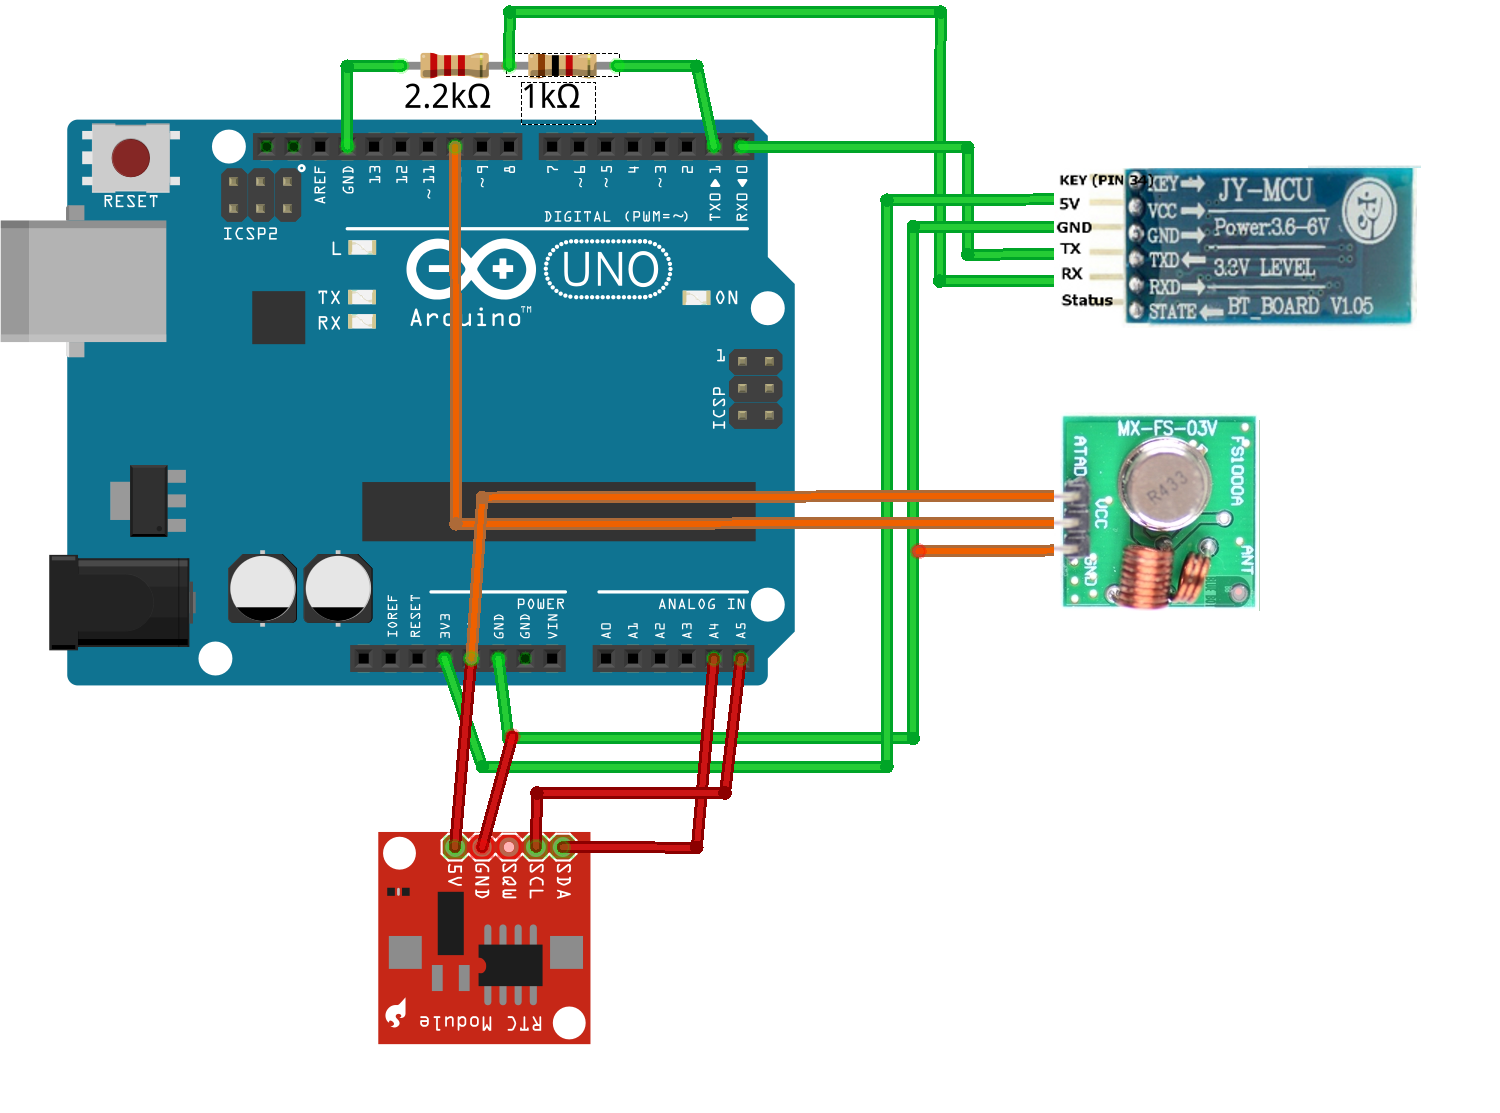 2.2kΩ
1kΩ
RESET
ICSP2
AREF
GND
13
12
~11
~9
8
7
~6
~5
4
~3
2
TX0▶1
RX0◀0
DIGITAL (PWM=~)
L
TX
RX
UNO
Arduino™
ON
1
ICSP
IOREF
RESET
3V3
GND
GND
VIN
POWER
A0
A1
A2
A3
A4
A5
ANALOG IN
KEY (PIN 34)
5V
GND
TX
RX
Status
KEY
VCC
GND
TXD
RXD
STATE
JY-MCU
Power:3.6-6V
3.3V LEVEL
BT_BOARD V1.05
MX-FS-03V
ATAD
VCC
GND
R433
FS1000A
ANT
5V
GND
SQW
SCL
SDA
RTC Module